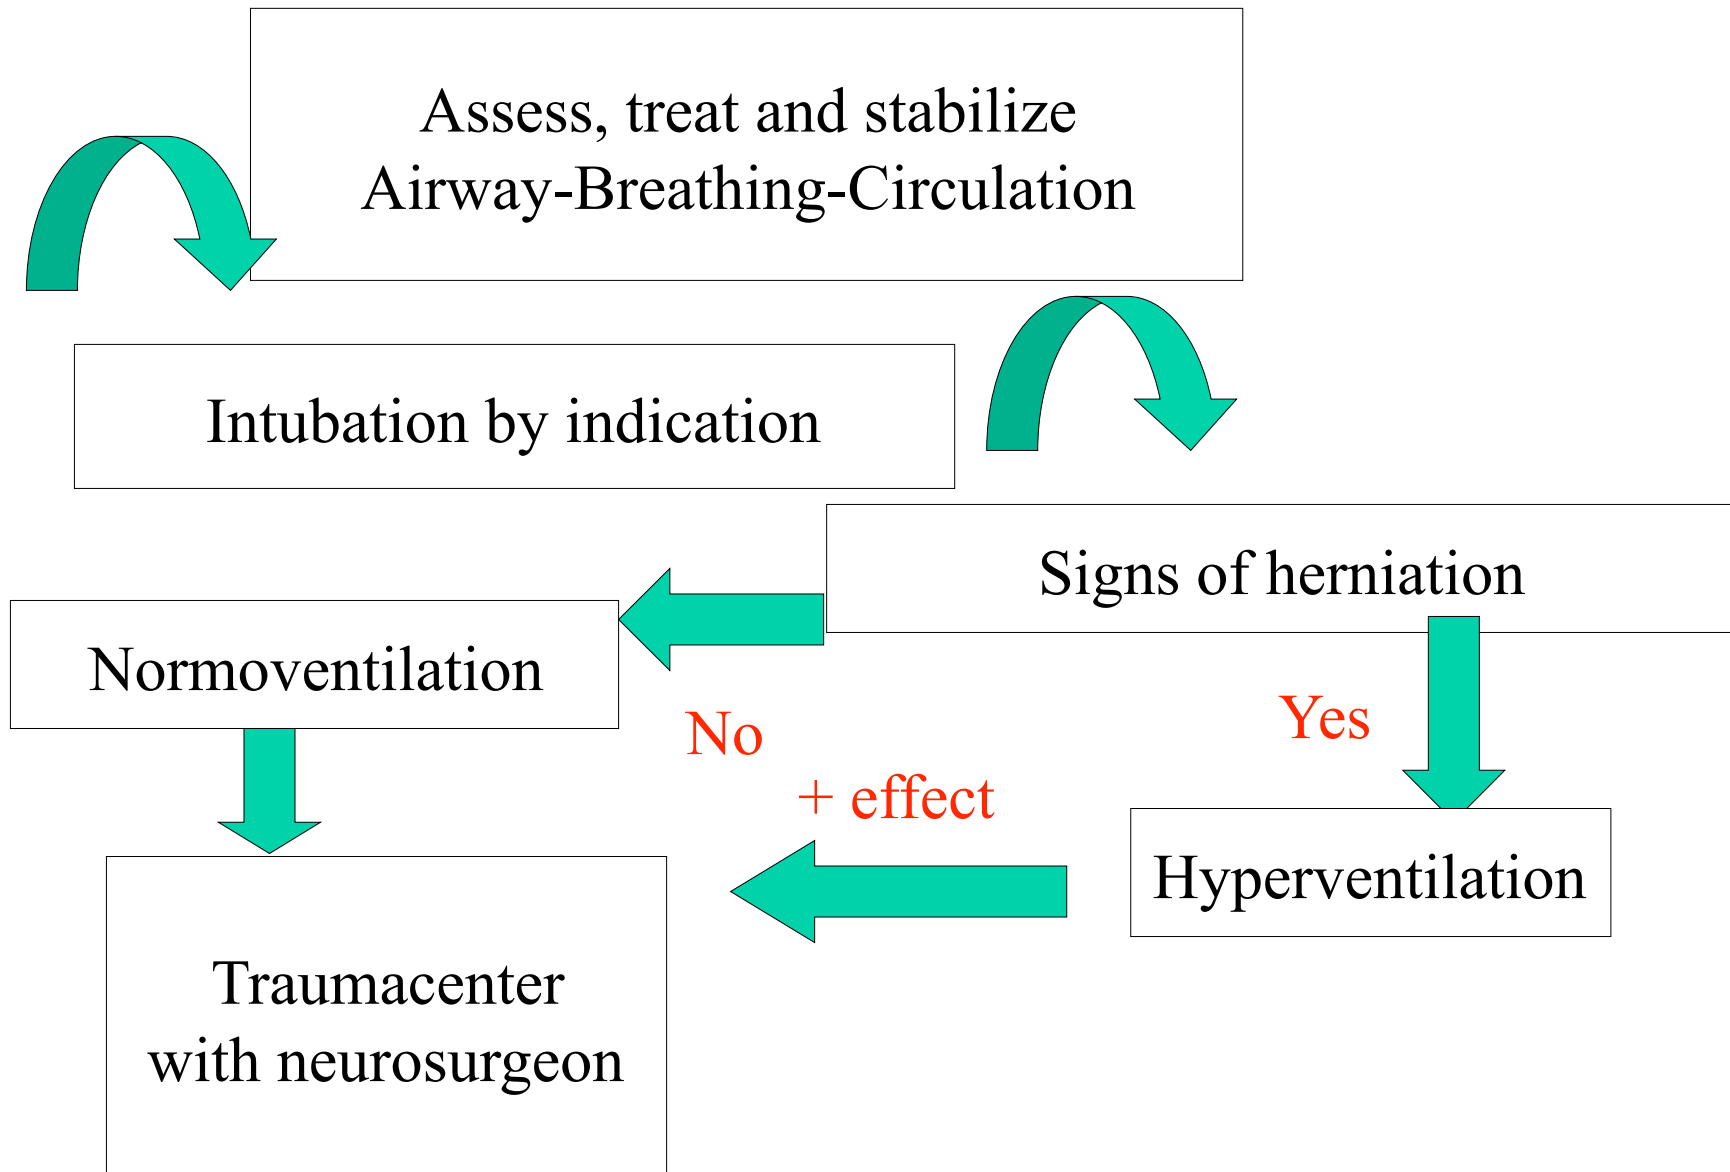 Assess, treat and stabilize
Airway-Breathing-Circulation
Intubation by indication
Signs of herniation
Normoventilation
No
Yes
+ effect
Hyperventilation
Traumacenter
with neurosurgeon